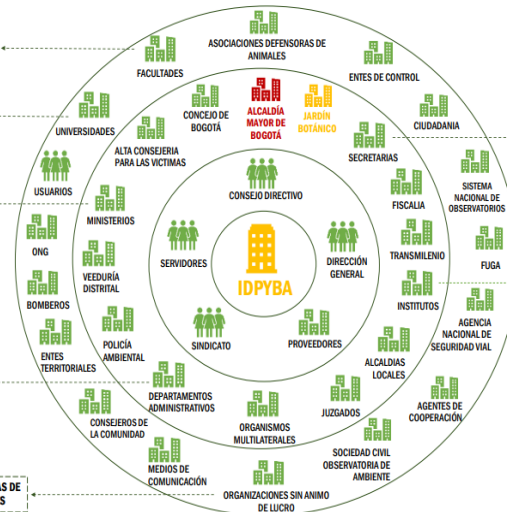 ASOCIACIONES DEFENSORAS DE
ANIMALES
FACULTADES
ENTES DE CONTROL
UNIVERSIDADES
CONCEJO DE
BOGOTÁ
ALCALDÍA
MAYOR DE
BOGOTÁ
JARDÍN
BOTÁNICO
CIUDADANIA
ALTA CONSEJERIA
PARA LAS VICTIMAS
SECRETARIAS
USUARIOS
CONSEJO DIRECTIVO
FISCALIA
SISTEMA
NACIONAL DE
OBSERVATORIOS
MINISTERIOS
ONG
SERVIDORES
DIRECCIÓN
GENERAL
TRANSMILENIO
FUGA
VEEDURÍA
DISTRITAL
IDPYBA
BOMBEROS
INSTITUTOS
AGENCIA
NACIONAL DE
SEGURIDAD VIAL
ENTES
TERRITORIALES
POLICÍA
AMBIENTAL
SINDICATO
PROVEEDORES
ALCALDIAS
LOCALES
DEPARTAMENTOS
ADMINISTRATIVOS
JUZGADOS
AGENTES DE
COOPERACIÓN
CONSEJEROS DE
LA COMUNIDAD
ORGANISMOS
MULTILATERALES
SOCIEDAD CIVIL
OBSERVATORIA DE
AMBIENTE
MEDIOS DE
COMUNICACIÓN
ORGANIZACIONES SIN ANIMO
DE LUCRO
AS DE
S